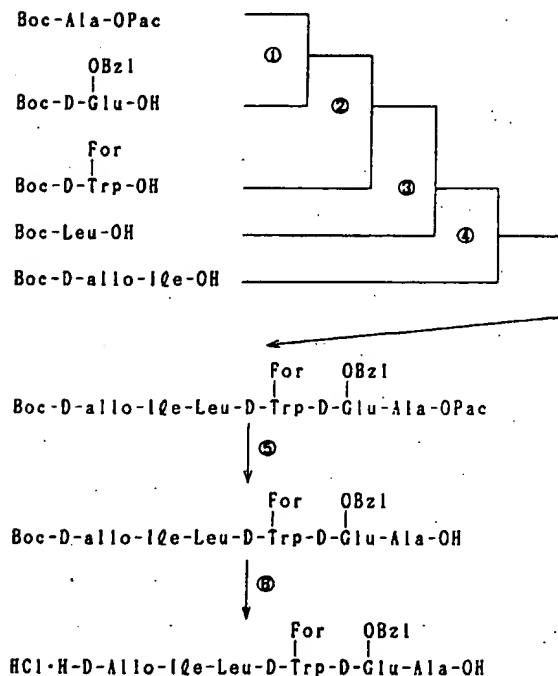 Boc-Ala-OPac
①
OBzl
Boc-D-Glu-OH
②
For
Boc-D-Trp-OH
③
Boc-Leu-OH
④
Boc-D-allo-Iℓe-OH
For OBzl
Boc-D-allo-Iℓe-Leu-D-Trp-D-Glu-Ala-OPac
⑤
For OBzl
Boc-D-allo-Iℓe-Leu-D-Trp-D-Glu-Ala-OH
⑥
For OBzl
HCl·H-D-Allo-Iℓe-Leu-D-Trp-D-Glu-Ala-OH